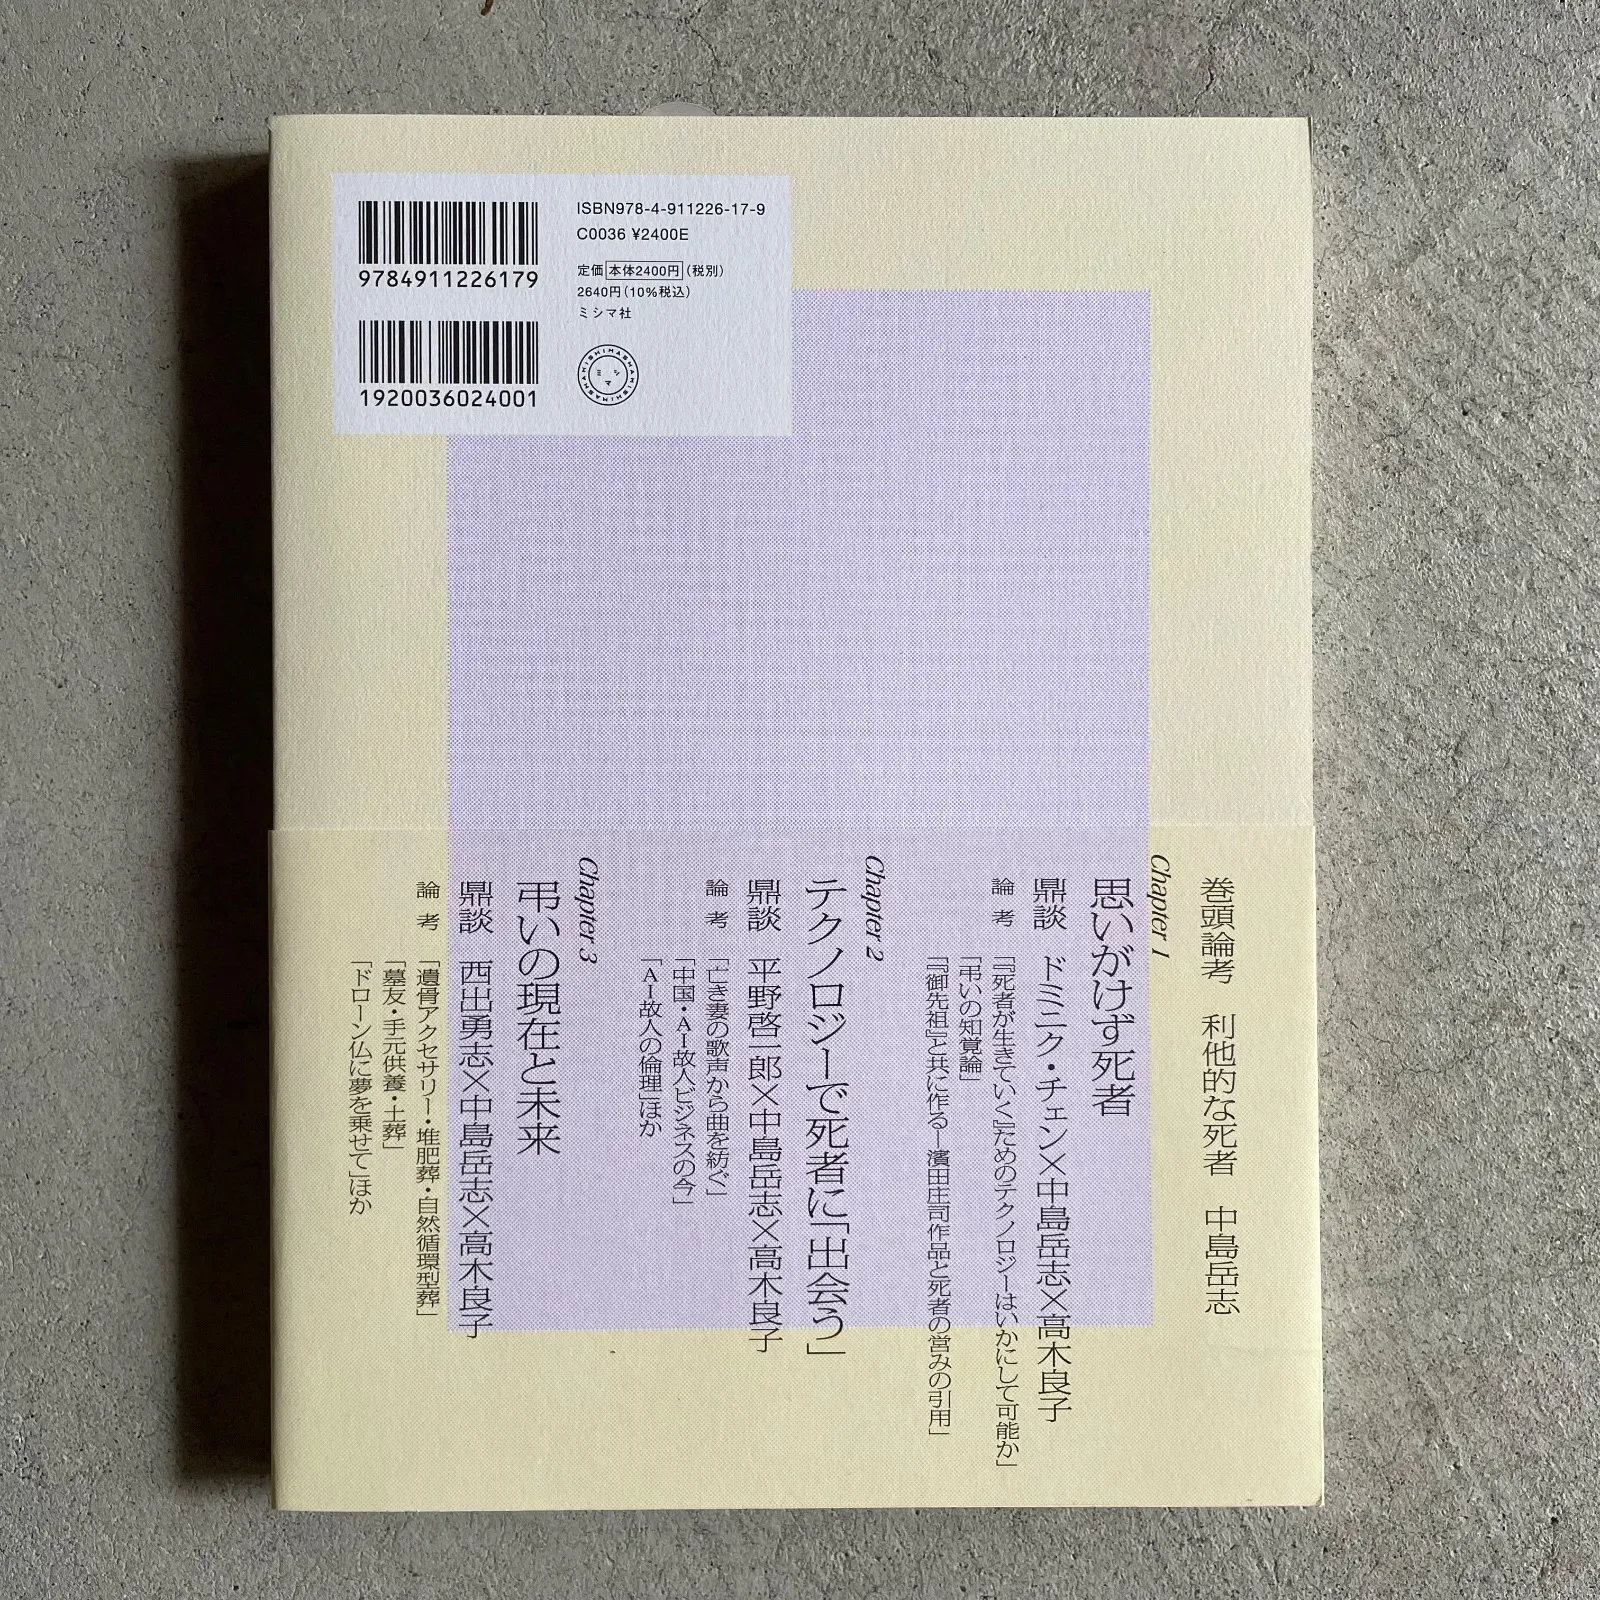 9784911226179
1920036024001
ISBN978-4-911226-17-9
C0036 ¥2400E
定価 本体2400円 (税別)
2640円(10%税込)
ミシマ社
ミシマ
MISHIMASHA MISHIMASHA
巻頭論考 利他的な死者 中島岳志
Chapter 1
思いがけず死者
鼎談 ドミニク・チェン×中島岳志×高木良子
論考 「『死者が生きていく』ためのテクノロジーはいかにして可能か」
「弔いの知覚論」
「『御先祖』と共に作る―濱田庄司作品と死者の営みの引用」
Chapter 2
テクノロジーで死者に「出会う」
鼎談 平野啓一郎×中島岳志×高木良子
論考 「亡き妻の歌声から曲を紡ぐ」
「中国・AI故人ビジネスの今」
「AI故人の倫理」ほか
Chapter 3
弔いの現在と未来
鼎談 西出勇志×中島岳志×高木良子
論考 「遺骨アクセサリー・堆肥葬・自然循環型葬」
「墓友・手元供養・土葬」
「ドローン仏に夢を乗せて」ほか